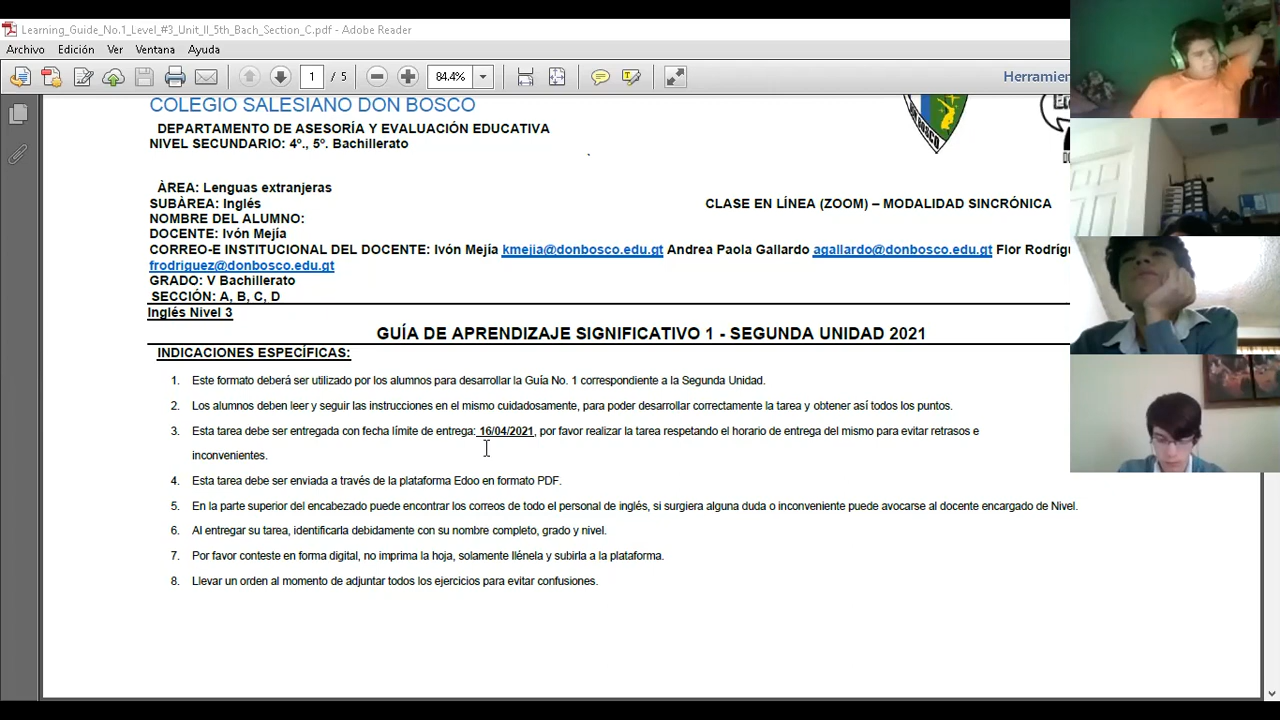 Learning_Guide_No.1_Level_#3_Unit_II_5th_Bach_Section_C.pdf - Adobe Reader
Archivo Edición Ver Ventana Ayuda
1 / 5 84.4% Herramien
COLEGIO SALESIANO DON BOSCO
DEPARTAMENTO DE ASESORÍA Y EVALUACIÓN EDUCATIVA
NIVEL SECUNDARIO: 4º., 5º. Bachillerato
DON BOSCO
ÀREA: Lenguas extranjeras
SUBÀREA: Inglés CLASE EN LÍNEA (ZOOM) – MODALIDAD SINCRÓNICA
NOMBRE DEL ALUMNO:
DOCENTE: Ivón Mejía
CORREO-E INSTITUCIONAL DEL DOCENTE: Ivón Mejía kmejia@donbosco.edu.gt Andrea Paola Gallardo agallardo@donbosco.edu.gt Flor Rodrígu
frodriguez@donbosco.edu.gt
GRADO: V Bachillerato
SECCIÓN: A, B, C, D
Inglés Nivel 3
GUÍA DE APRENDIZAJE SIGNIFICATIVO 1 - SEGUNDA UNIDAD 2021
INDICACIONES ESPECÍFICAS:
1. Este formato deberá ser utilizado por los alumnos para desarrollar la Guía No. 1 correspondiente a la Segunda Unidad.
2. Los alumnos deben leer y seguir las instrucciones en el mismo cuidadosamente, para poder desarrollar correctamente la tarea y obtener así todos los puntos.
3. Esta tarea debe ser entregada con fecha límite de entrega: 16/04/2021, por favor realizar la tarea respetando el horario de entrega del mismo para evitar retrasos e
inconvenientes.
4. Esta tarea debe ser enviada a través de la plataforma Edoo en formato PDF.
5. En la parte superior del encabezado puede encontrar los correos de todo el personal de inglés, si surgiera alguna duda o inconveniente puede avocarse al docente encargado de Nivel.
6. Al entregar su tarea, identificarla debidamente con su nombre completo, grado y nivel.
7. Por favor conteste en forma digital, no imprima la hoja, solamente llénela y subirla a la plataforma.
8. Llevar un orden al momento de adjuntar todos los ejercicios para evitar confusiones.